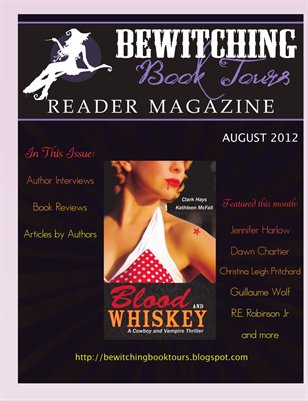 BEWITCHING
Book Tours
READER MAGAZINE
AUGUST 2012
In This Issue:
Author Interviews
Book Reviews
Articles by Authors
Clark Hays
Kathleen McFall
Blood AND
WHISKEY
A Cowboy and Vampire Thriller
Featured this month:
Jennifer Harlow
Dawn Chartier
Christina Leigh Pritchard
Guillaume Wolf
R.E. Robinson Jr
and more
http://bewitchingbooktours.blogspot.com